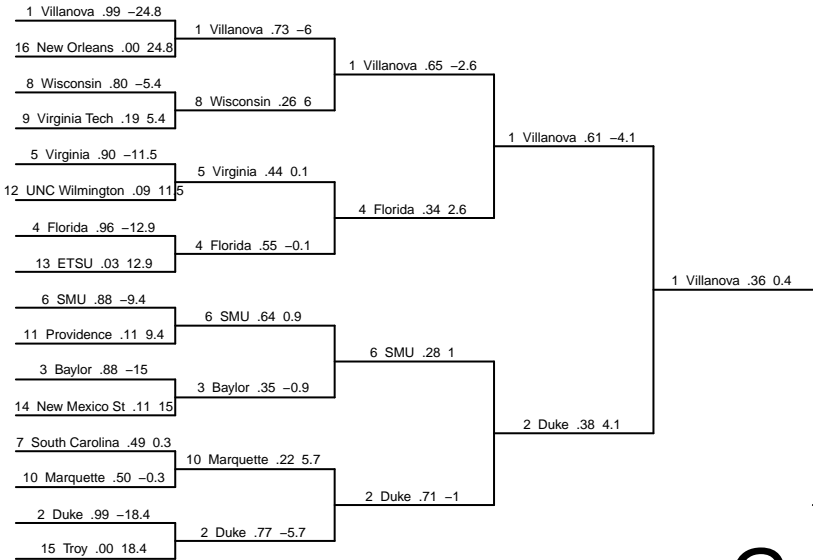 1 Villanova .99 −24.8
16 New Orleans .00 24.8
8 Wisconsin .80 −5.4
9 Virginia Tech .19 5.4
5 Virginia .90 −11.5
12 UNC Wilmington .09 11.5
4 Florida .96 −12.9
13 ETSU .03 12.9
6 SMU .88 −9.4
11 Providence .11 9.4
3 Baylor .88 −15
14 New Mexico St .11 15
7 South Carolina .49 0.3
10 Marquette .50 −0.3
2 Duke .99 −18.4
15 Troy .00 18.4
1 Villanova .73 −6
8 Wisconsin .26 6
5 Virginia .44 0.1
4 Florida .55 −0.1
6 SMU .64 0.9
3 Baylor .35 −0.9
10 Marquette .22 5.7
2 Duke .77 −5.7
1 Villanova .65 −2.6
4 Florida .34 2.6
6 SMU .28 1
2 Duke .71 −1
1 Villanova .61 −4.1
2 Duke .38 4.1
1 Villanova .36 0.4